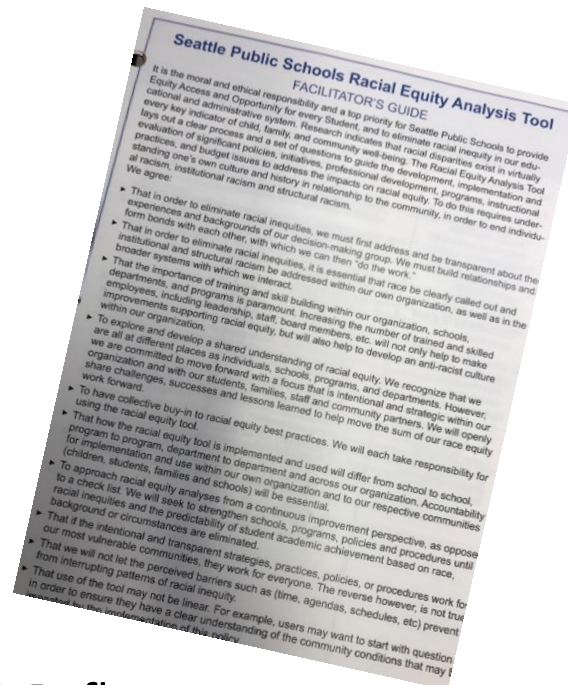 Seattle Public Schools Racial Equity Analysis Tool
FACILITATOR'S GUIDE
It is the moral and ethical responsibility and a top priority for Seattle Public Schools to provide
Equity Access and Opportunity for every Student, and to eliminate racial inequity in our edu-
cational and administrative system. Research indicates that racial disparities exist in virtually
every key indicator of child, family, and community well-being. The Racial Equity Analysis Tool
lays out a clear process and a set of questions to guide the development, implementation and
evaluation of significant policies, initiatives, professional development, programs, instructional
practices, and budget issues to address the impacts on racial equity. To do this requires under-
standing one's own culture and history in relationship to the community, in order to end individu-
al racism, institutional racism and structural racism.
We agree:
▸ That in order to eliminate racial inequities, we must first address and be transparent about the
experiences and backgrounds of our decision-making group. We must build relationships and
form bonds with each other, with which we can then "do the work."
▸ That in order to eliminate racial inequities, it is essential that race be clearly called out and
institutional and structural racism be addressed within our own organization, as well as in the
broader systems with which we interact.
▸ That the importance of training and skill building within our organization, schools,
departments, and programs is paramount. Increasing the number of trained and skilled
employees, including leadership, staff, board members, etc. will not only help to make
improvements supporting racial equity, but will also help to develop an anti-racist culture
within our organization.
▸ To explore and develop a shared understanding of racial equity. We recognize that we
are all at different places as individuals, schools, programs, and departments. However,
we are committed to move forward with a focus that is intentional and strategic within our
organization and with our students, families, staff and community partners. We will openly
share challenges, successes and lessons learned to help move the sum of our race equity
work forward.
▸ To have collective buy-in to racial equity best practices. We will each take responsibility for
using the racial equity tool.
▸ That how the racial equity tool is implemented and used will differ from school to school,
program to program, department to department and across our organization. Accountability
for implementation and use within our own organization and to our respective communities
(children, students, families and schools) will be essential.
▸ To approach racial equity analyses from a continuous improvement perspective, as oppose
to a check list. We will seek to strengthen schools, programs, policies and procedures until
racial inequities and the predictability of student academic achievement based on race,
background or circumstances are eliminated.
▸ That if the intentional and transparent strategies, practices, policies, or procedures work for
our most vulnerable communities, they work for everyone. The reverse however, is not true
▸ That we will not let the perceived barriers such as (time, agendas, schedules, etc) prevent
from interrupting patterns of racial inequity.
▸ That use of the tool may not be linear. For example, users may want to start with question
in order to ensure they have a clear understanding of the community conditions that may
by the implementation of this policy.